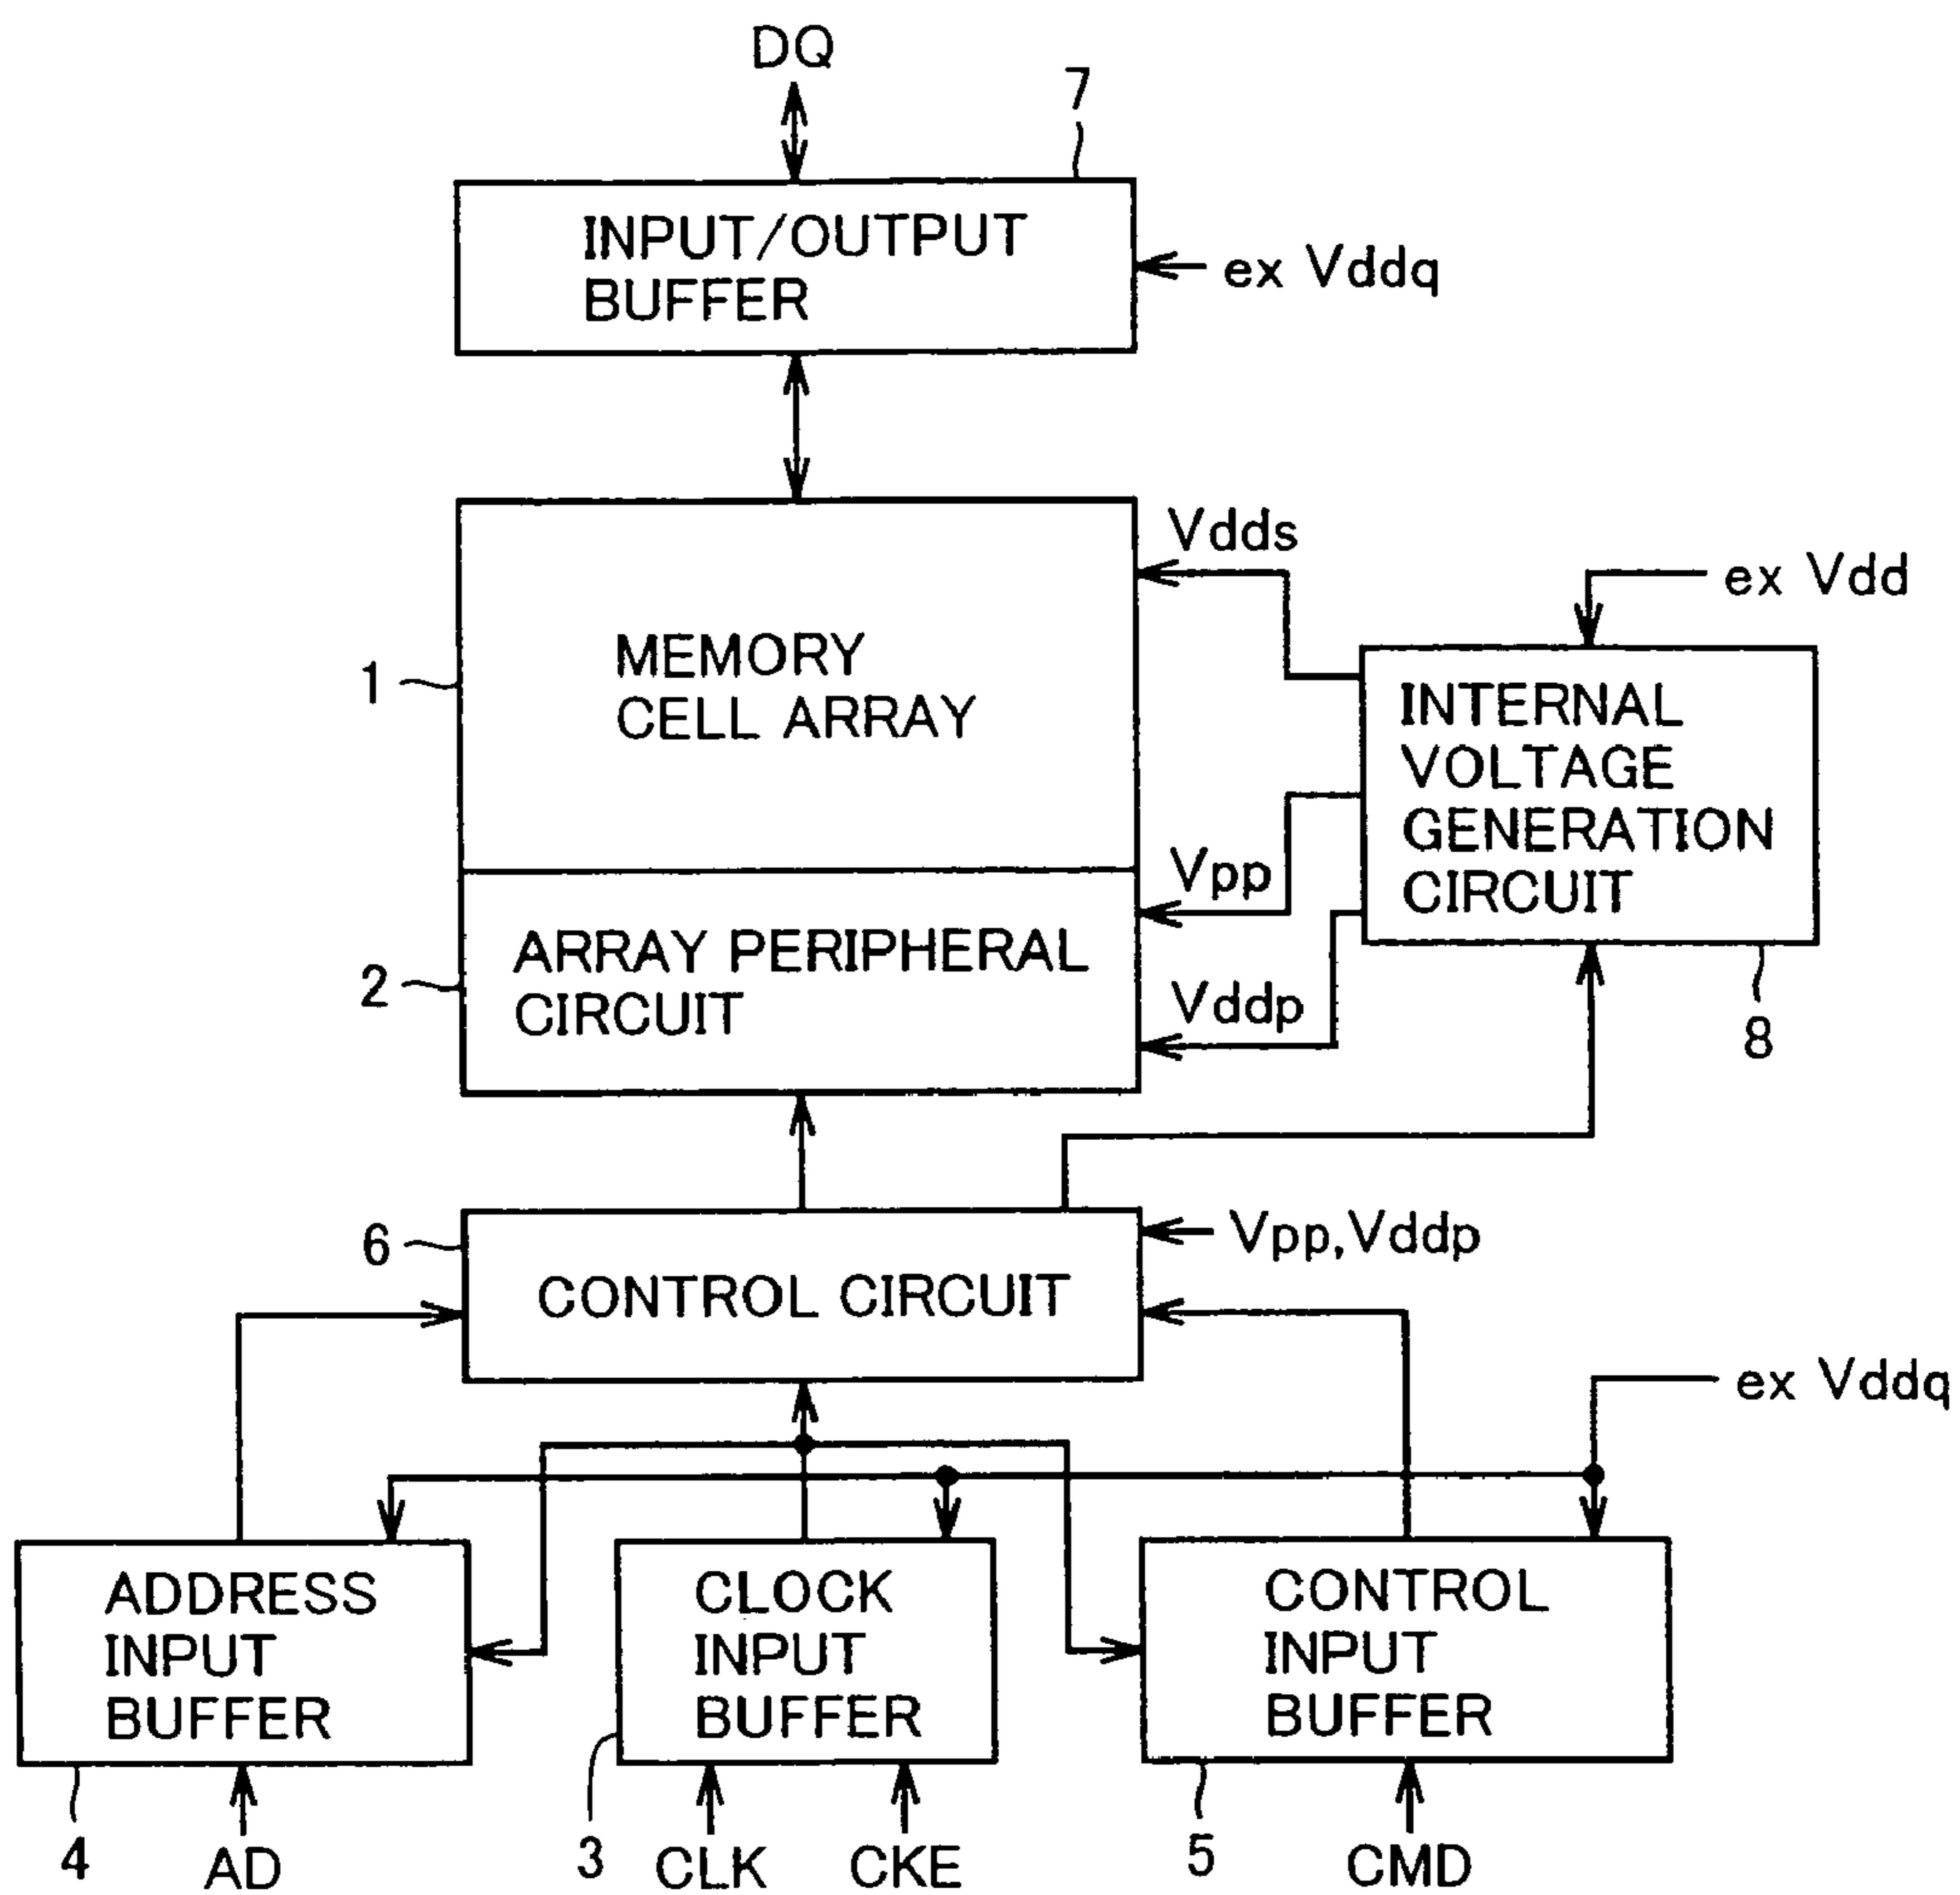 DQ
7
INPUT/OUTPUT
BUFFER
ex Vddq
Vdds
ex Vdd
1
MEMORY
CELL ARRAY
INTERNAL
VOLTAGE
GENERATION
CIRCUIT
Vpp
2
ARRAY PERIPHERAL
CIRCUIT
Vddp
8
6
CONTROL CIRCUIT
Vpp,Vddp
ex Vddq
ADDRESS
INPUT
BUFFER
CLOCK
INPUT
BUFFER
CONTROL
INPUT
BUFFER
4
AD
3
CLK
CKE
5
CMD